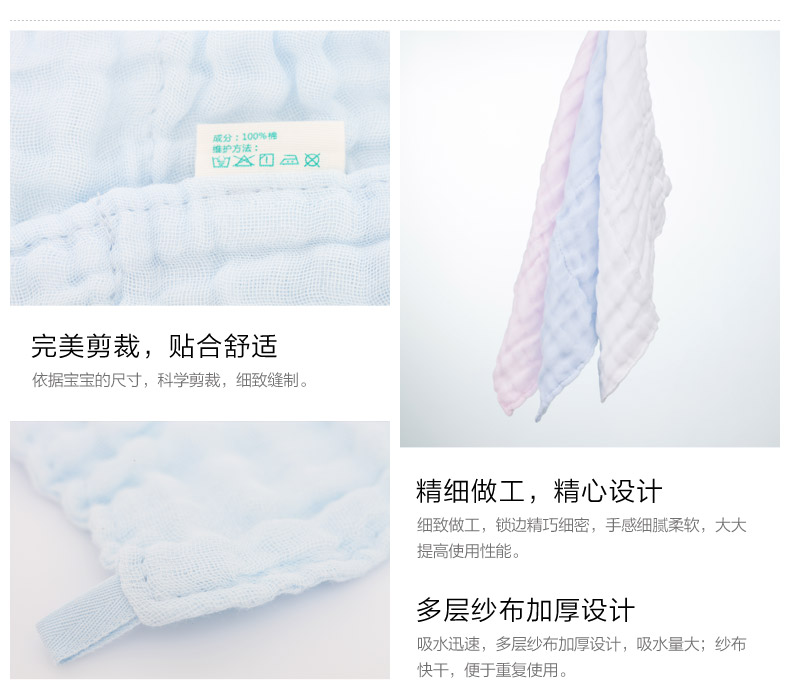 成分：100%棉
维护方法：
完美剪裁，贴合舒适
依据宝宝的尺寸，科学剪裁，细致缝制。
精细做工，精心设计
细致做工，锁边精巧细密，手感细腻柔软，大大
提高使用性能。
多层纱布加厚设计
吸水迅速，多层纱布加厚设计，吸水量大；纱布
快干，便于重复使用。